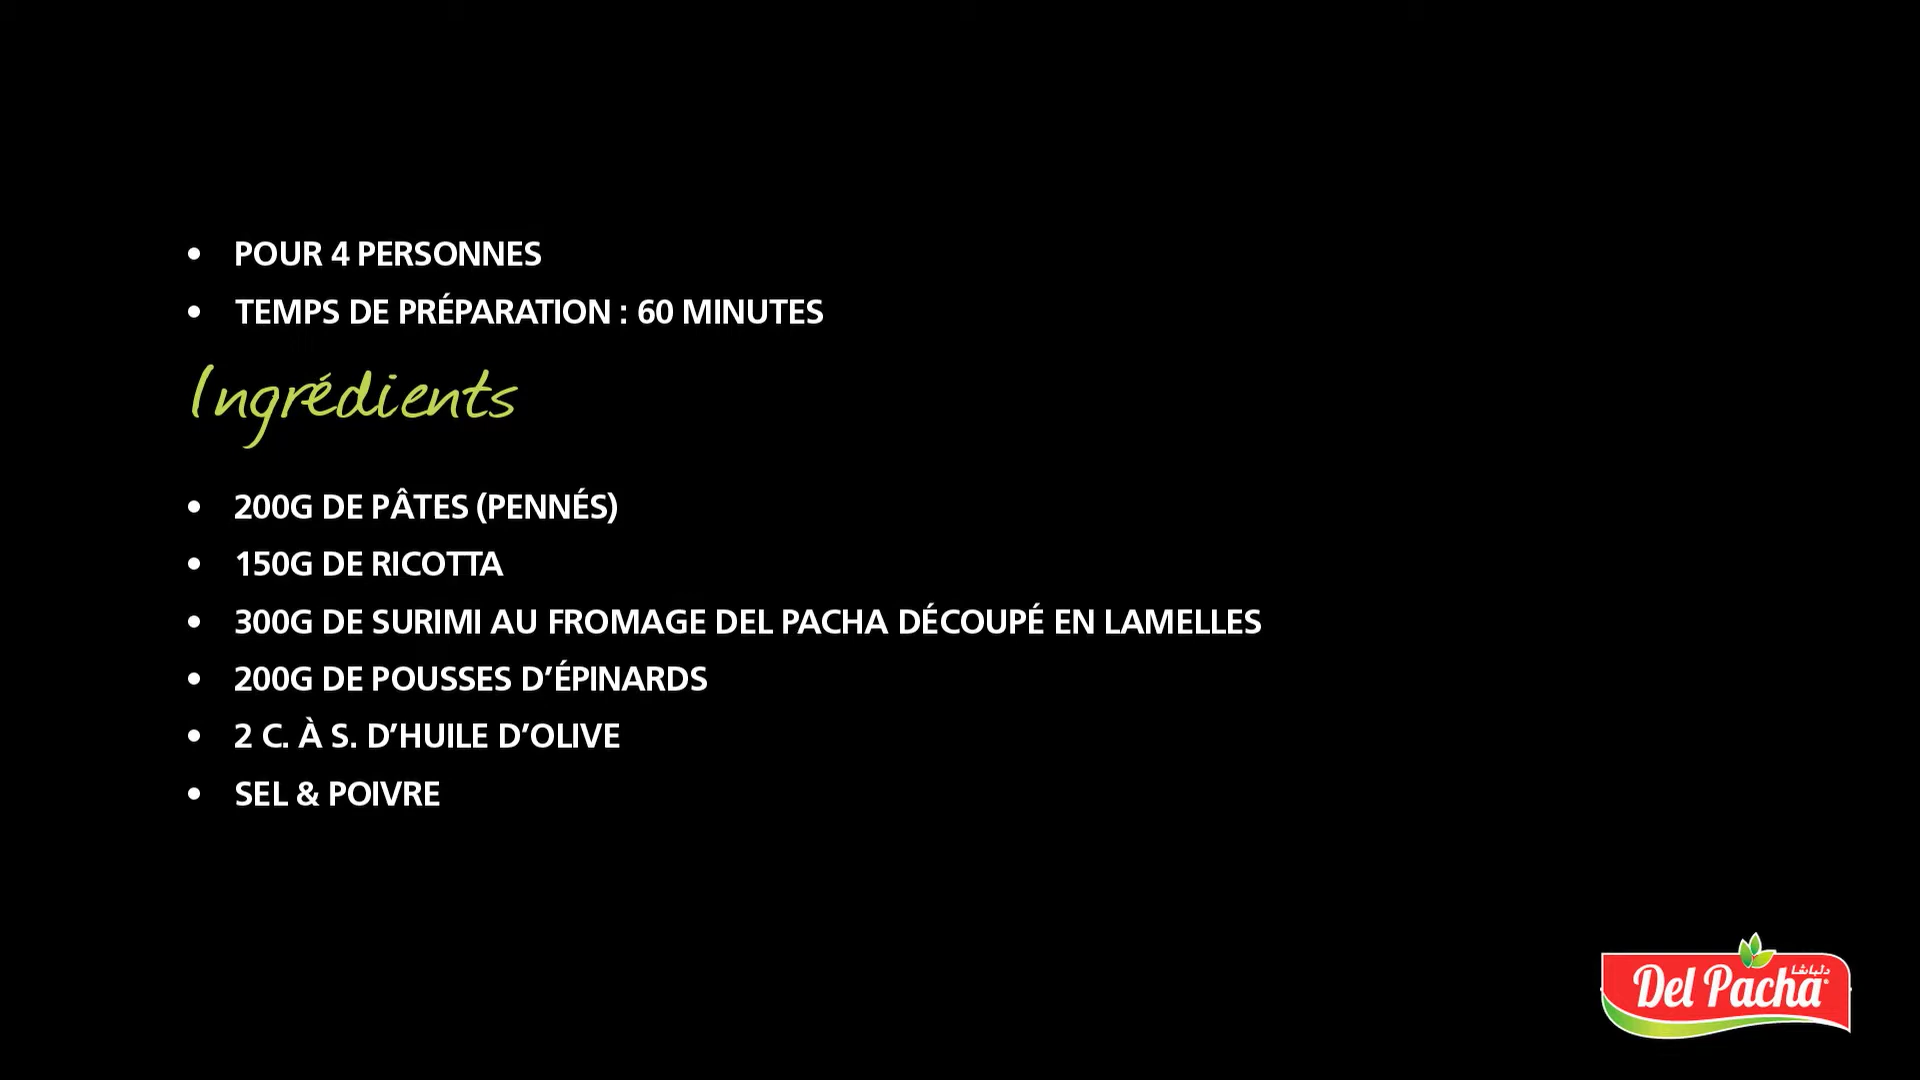 • POUR 4 PERSONNES
• TEMPS DE PRÉPARATION : 60 MINUTES
Ingrédients
• 200G DE PÂTES (PENNÉS)
• 150G DE RICOTTA
• 300G DE SURIMI AU FROMAGE DEL PACHA DÉCOUPÉ EN LAMELLES
• 200G DE POUSSES D’ÉPINARDS
• 2 C. À S. D’HUILE D’OLIVE
• SEL & POIVRE
دلباشا
Del Pacha®